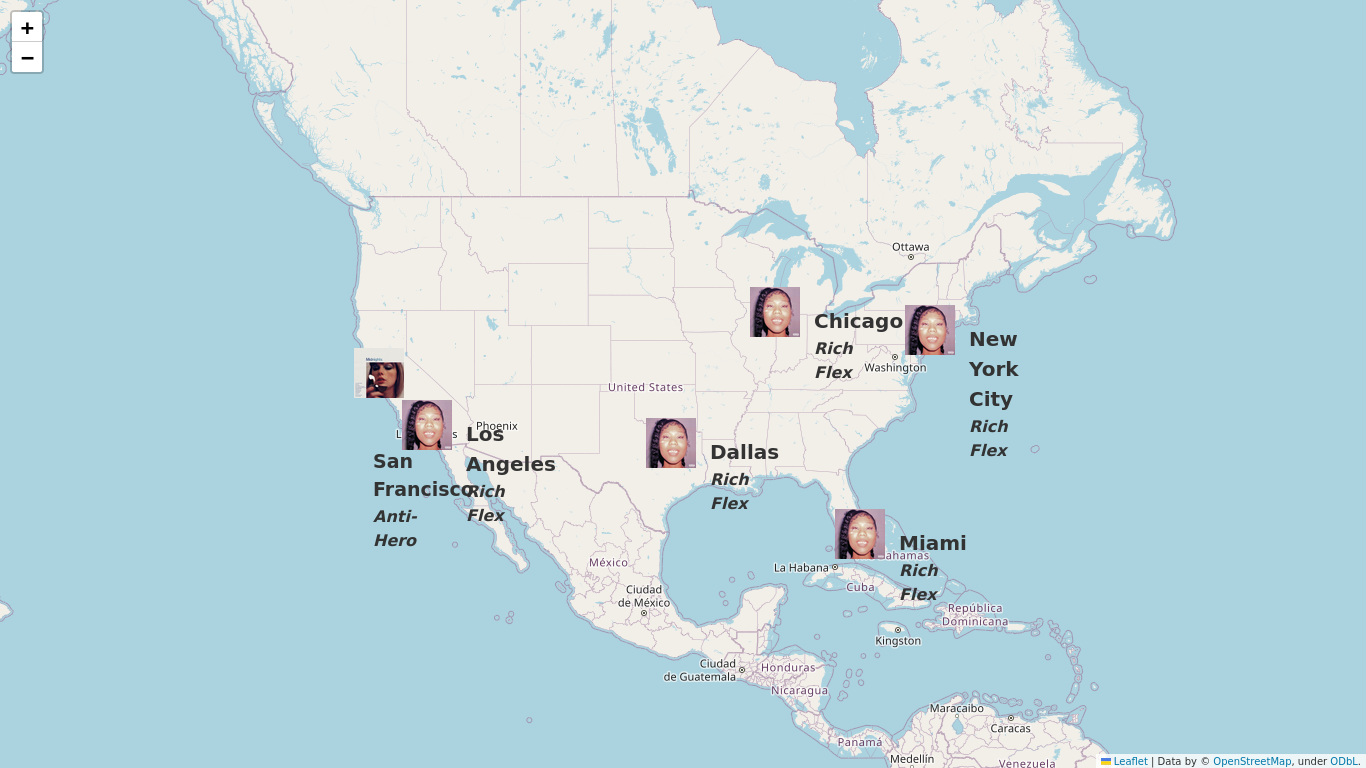 +
−
Ottawa
Chicago
Rich
Flex
New
York
City
Rich
Flex
Washington
United States
Phoenix
L
s
Los
Angeles
Rich
Flex
San
Francisco
Anti-
Hero
Dallas
Rich
Flex
Miami
Rich
Flex
ahamas
La Habana
Cuba
México
Ciudad
de México
República
Dominicana
Kingston
Ciudad
de Guatemala
Honduras
Nicaragua
Maracaibo
Caracas
Panamá
Medellín
Venezuela
Leaflet | Data by © OpenStreetMap, under ODbL.